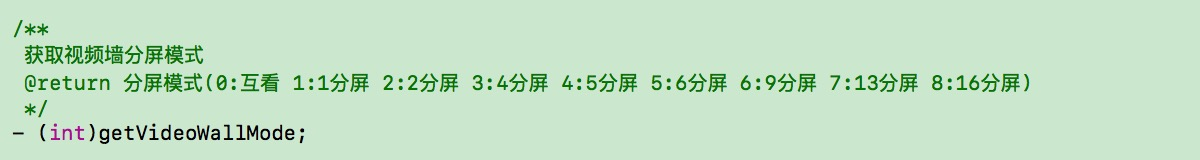 /**
获取视频墙分屏模式
@return 分屏模式(0:互看 1:1分屏 2:2分屏 3:4分屏 4:5分屏 5:6分屏 6:9分屏 7:13分屏 8:16分屏)
*/
- (int)getVideoWallMode;